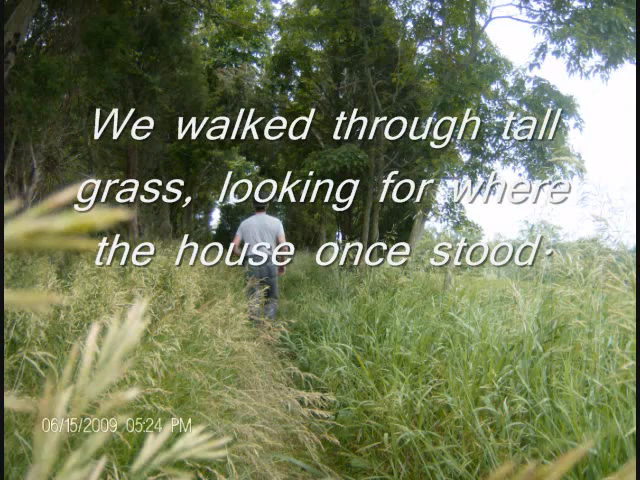 We walked through tall
grass, looking for where
the house once stood.
06/15/2009 05:24 PM